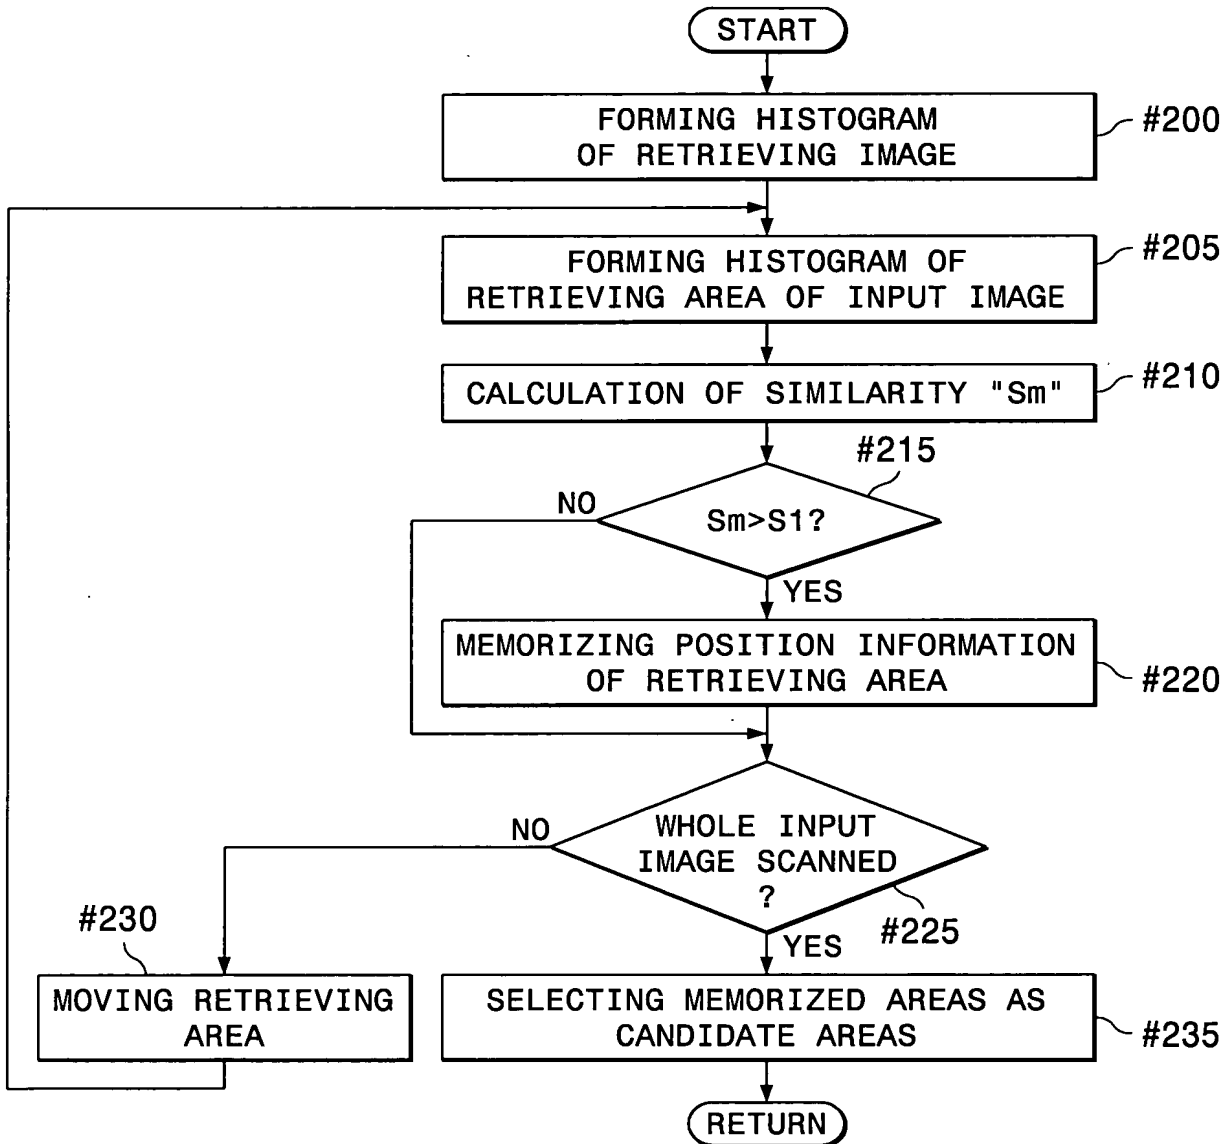 START
FORMING HISTOGRAM
OF RETRIEVING IMAGE
#200
FORMING HISTOGRAM OF
RETRIEVING AREA OF INPUT IMAGE
#205
CALCULATION OF SIMILARITY "Sm"
#210
#215
NO
Sm>S1?
YES
MEMORIZING POSITION INFORMATION
OF RETRIEVING AREA
#220
NO
WHOLE INPUT
IMAGE SCANNED
?
#225
YES
#230
MOVING RETRIEVING
AREA
SELECTING MEMORIZED AREAS AS
CANDIDATE AREAS
#235
RETURN